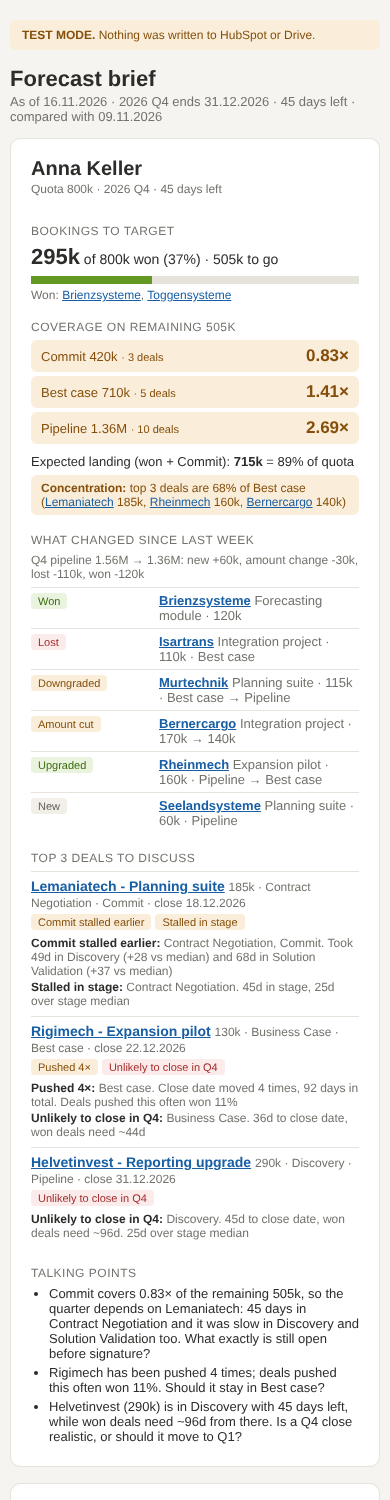 TEST MODE. Nothing was written to HubSpot or Drive.
Forecast brief
As of 16.11.2026 · 2026 Q4 ends 31.12.2026 · 45 days left ·
compared with 09.11.2026
Anna Keller
Quota 800k · 2026 Q4 · 45 days left
BOOKINGS TO TARGET
295k of 800k won (37%) · 505k to go
Won: Brienzsysteme, Toggensysteme
COVERAGE ON REMAINING 505K
Commit 420k · 3 deals 0.83×
Best case 710k · 5 deals 1.41×
Pipeline 1.36M · 10 deals 2.69×
Expected landing (won + Commit): 715k = 89% of quota
Concentration: top 3 deals are 68% of Best case
(Lemaniatech 185k, Rheinmech 160k, Bernercargo 140k)
WHAT CHANGED SINCE LAST WEEK
Q4 pipeline 1.56M → 1.36M: new +60k, amount change -30k,
lost -110k, won -120k
Won Brienzsysteme Forecasting
module · 120k
Lost Isartrans Integration project ·
110k · Best case
Downgraded Murtechnik Planning suite · 115k
· Best case → Pipeline
Amount cut Bernercargo Integration project ·
170k → 140k
Upgraded Rheinmech Expansion pilot ·
160k · Pipeline → Best case
New Seelandsysteme Planning suite ·
60k · Pipeline
TOP 3 DEALS TO DISCUSS
Lemaniatech - Planning suite 185k · Contract
Negotiation · Commit · close 18.12.2026
Commit stalled earlier Stalled in stage
Commit stalled earlier: Contract Negotiation, Commit. Took
49d in Discovery (+28 vs median) and 68d in Solution
Validation (+37 vs median)
Stalled in stage: Contract Negotiation. 45d in stage, 25d
over stage median
Rigimech - Expansion pilot 130k · Business Case ·
Best case · close 22.12.2026
Pushed 4× Unlikely to close in Q4
Pushed 4×: Best case. Close date moved 4 times, 92 days in
total. Deals pushed this often won 11%
Unlikely to close in Q4: Business Case. 36d to close date,
won deals need ~44d
Helvetinvest - Reporting upgrade 290k · Discovery ·
Pipeline · close 31.12.2026
Unlikely to close in Q4
Unlikely to close in Q4: Discovery. 45d to close date, won
deals need ~96d. 25d over stage median
TALKING POINTS
• Commit covers 0.83× of the remaining 505k, so the
quarter depends on Lemaniatech: 45 days in
Contract Negotiation and it was slow in Discovery and
Solution Validation too. What exactly is still open
before signature?
• Rigimech has been pushed 4 times; deals pushed
this often won 11%. Should it stay in Best case?
• Helvetinvest (290k) is in Discovery with 45 days left,
while won deals need ~96d from there. Is a Q4 close
realistic, or should it move to Q1?